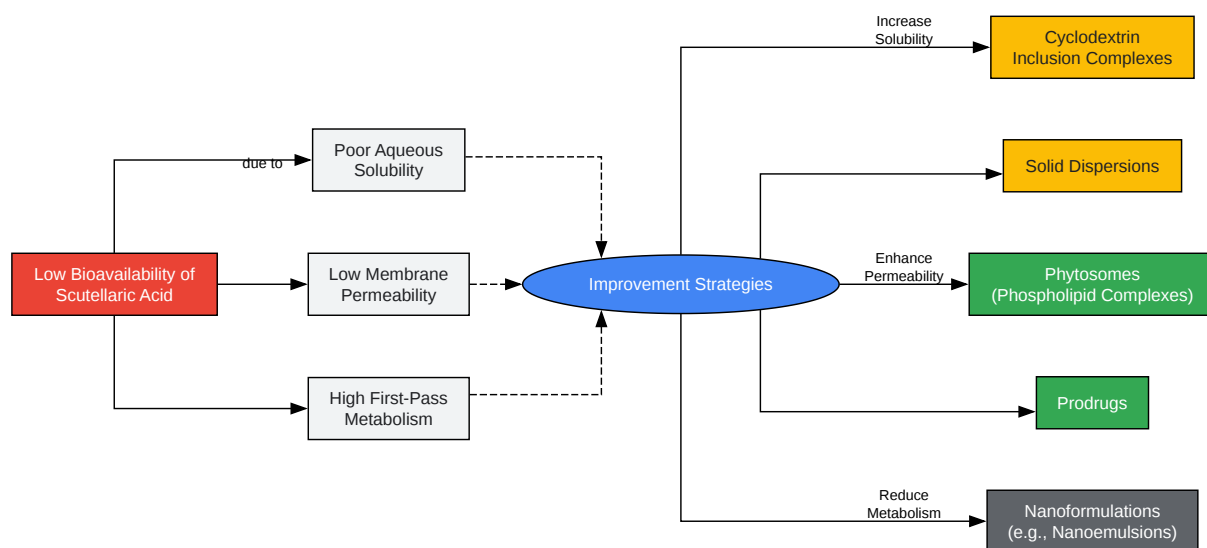 Increase
Solubility
Cyclodextrin
Inclusion Complexes
Poor Aqueous
Solubility
due to
Solid Dispersions
Low Bioavailability of
Scutellaric Acid
Low Membrane
Permeability
Improvement Strategies
Enhance
Permeability
Phytosomes
(Phospholipid Complexes)
High First-Pass
Metabolism
Prodrugs
Reduce
Metabolism
Nanoformulations
(e.g., Nanoemulsions)